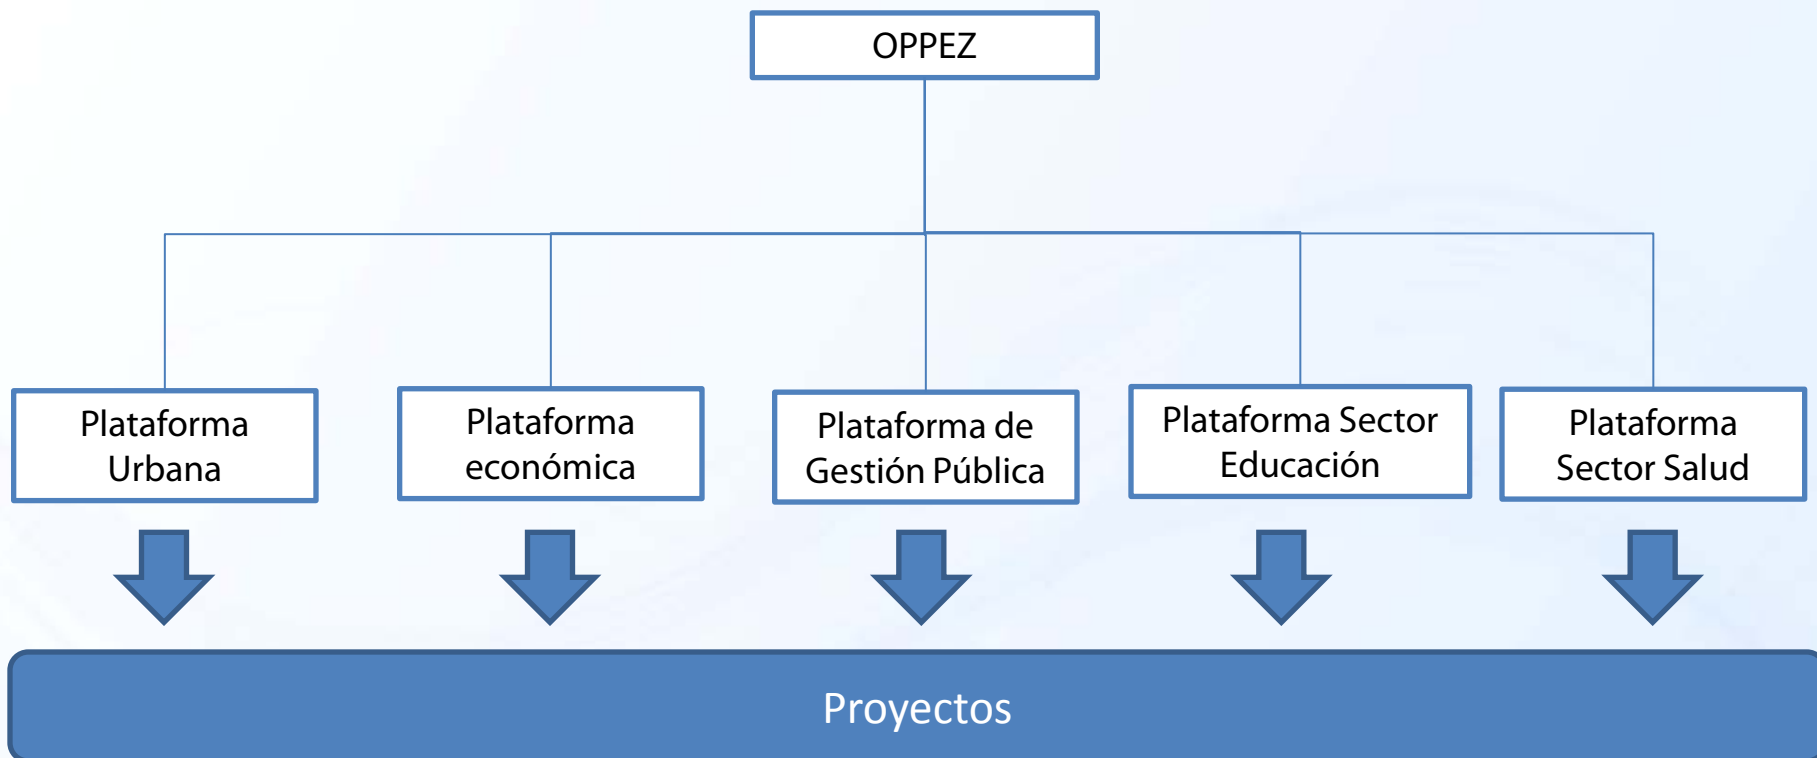 OPPEZ
Plataforma
Urbana
Plataforma
económica
Plataforma de
Gestión Pública
Plataforma Sector
Educación
Plataforma
Sector Salud
Proyectos